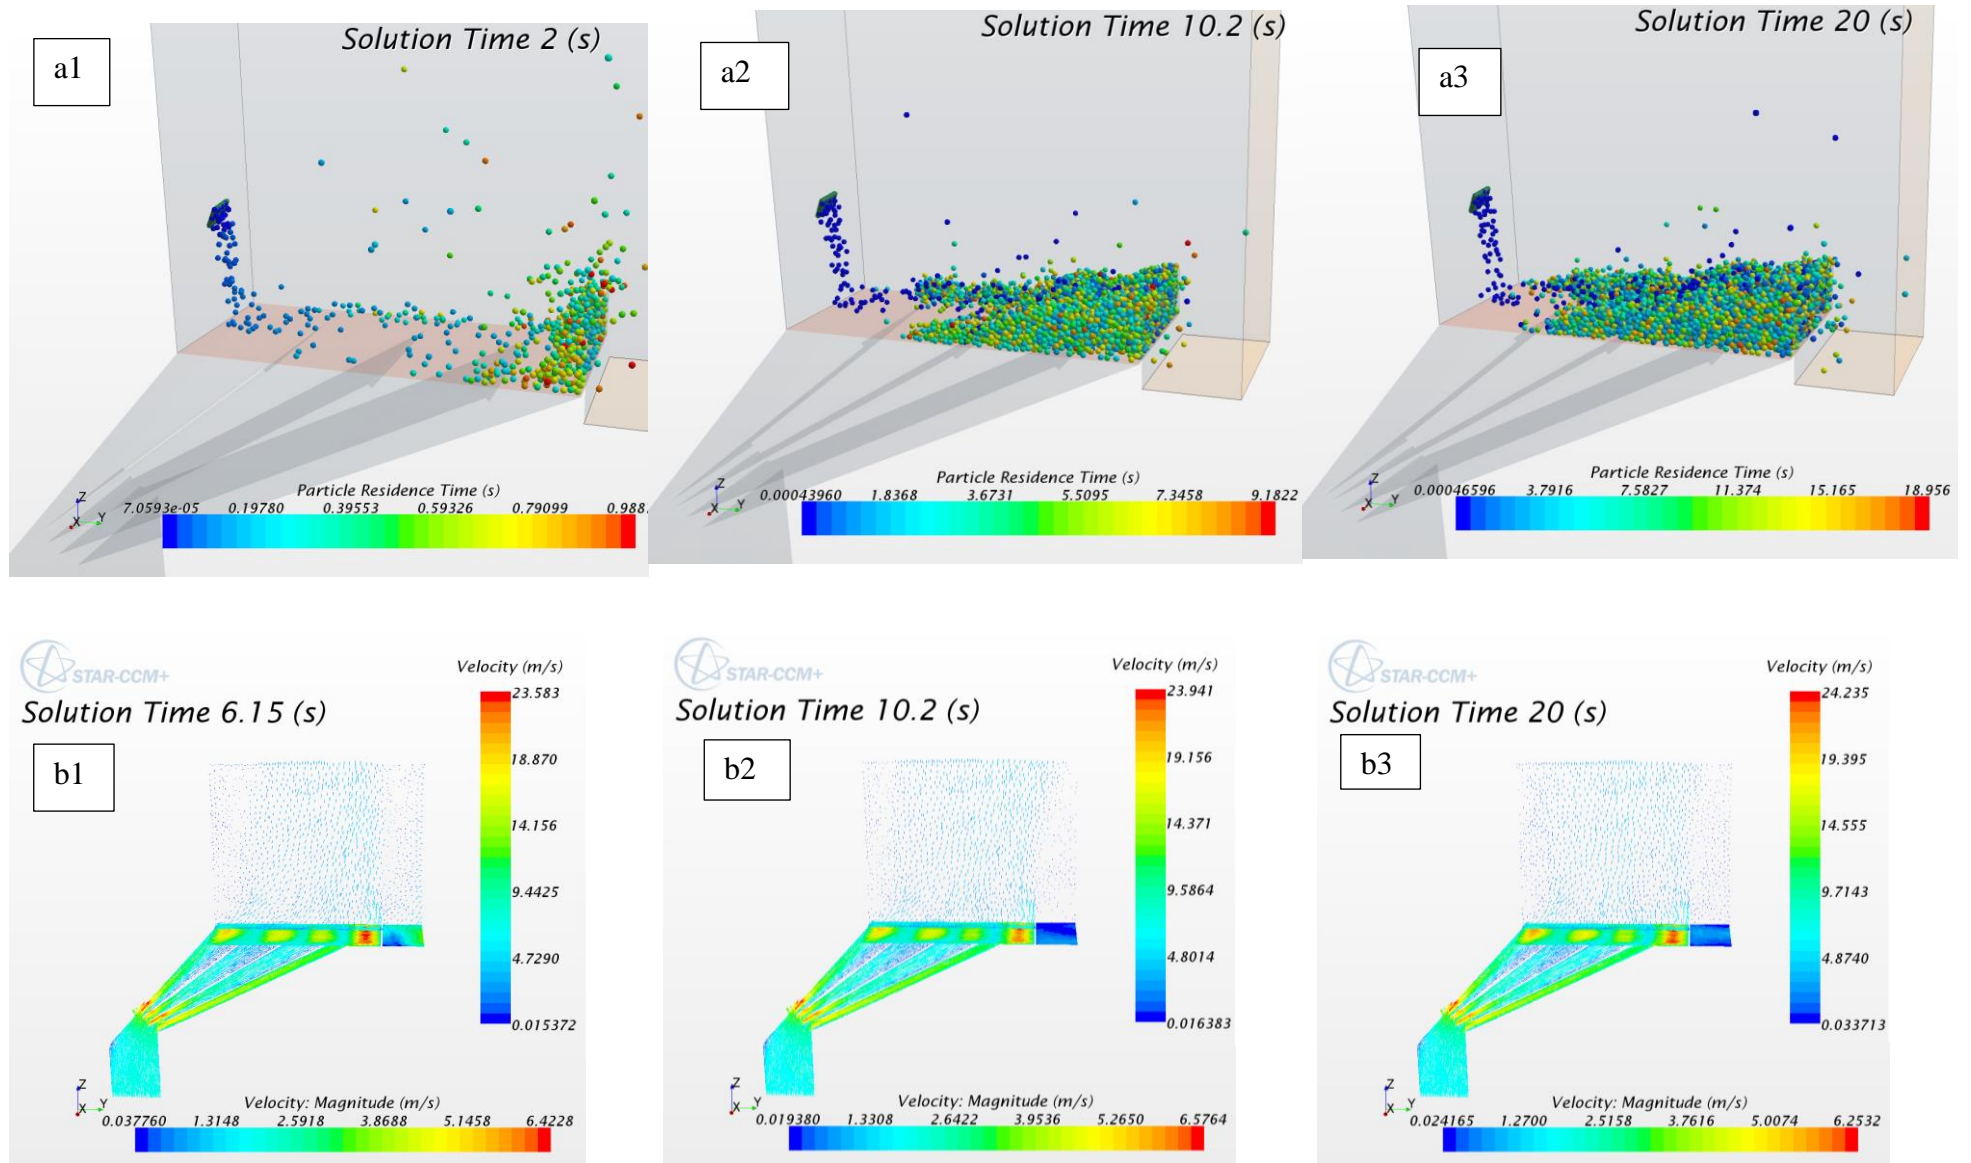 Solution Time 2 (s)
a1
Particle Residence Time (s)
7.0593e-05 0.19780 0.39553 0.59326 0.79099 0.988
Z
X Y
Solution Time 10.2 (s)
a2
Particle Residence Time (s)
0.00043960 1.8368 3.6731 5.5095 7.3458 9.1822
Z
X Y
Solution Time 20 (s)
a3
Particle Residence Time (s)
0.00046596 3.7916 7.5827 11.374 15.165 18.956
Z
X Y
STAR-CCM+
Solution Time 6.15 (s)
b1
Velocity (m/s)
23.583
18.870
14.156
9.4425
4.7290
0.015372
Z
X Y
Velocity: Magnitude (m/s)
0.037760 1.3148 2.5918 3.8688 5.1458 6.4228
STAR-CCM+
Solution Time 10.2 (s)
b2
Velocity (m/s)
23.941
19.156
14.371
9.5864
4.8014
0.016383
Z
X Y
Velocity: Magnitude (m/s)
0.019380 1.3308 2.6422 3.9536 5.2650 6.5764
STAR-CCM+
Solution Time 20 (s)
b3
Velocity (m/s)
24.235
19.395
14.555
9.7143
4.8740
0.033713
Z
X Y
Velocity: Magnitude (m/s)
0.024165 1.2700 2.5158 3.7616 5.0074 6.2532